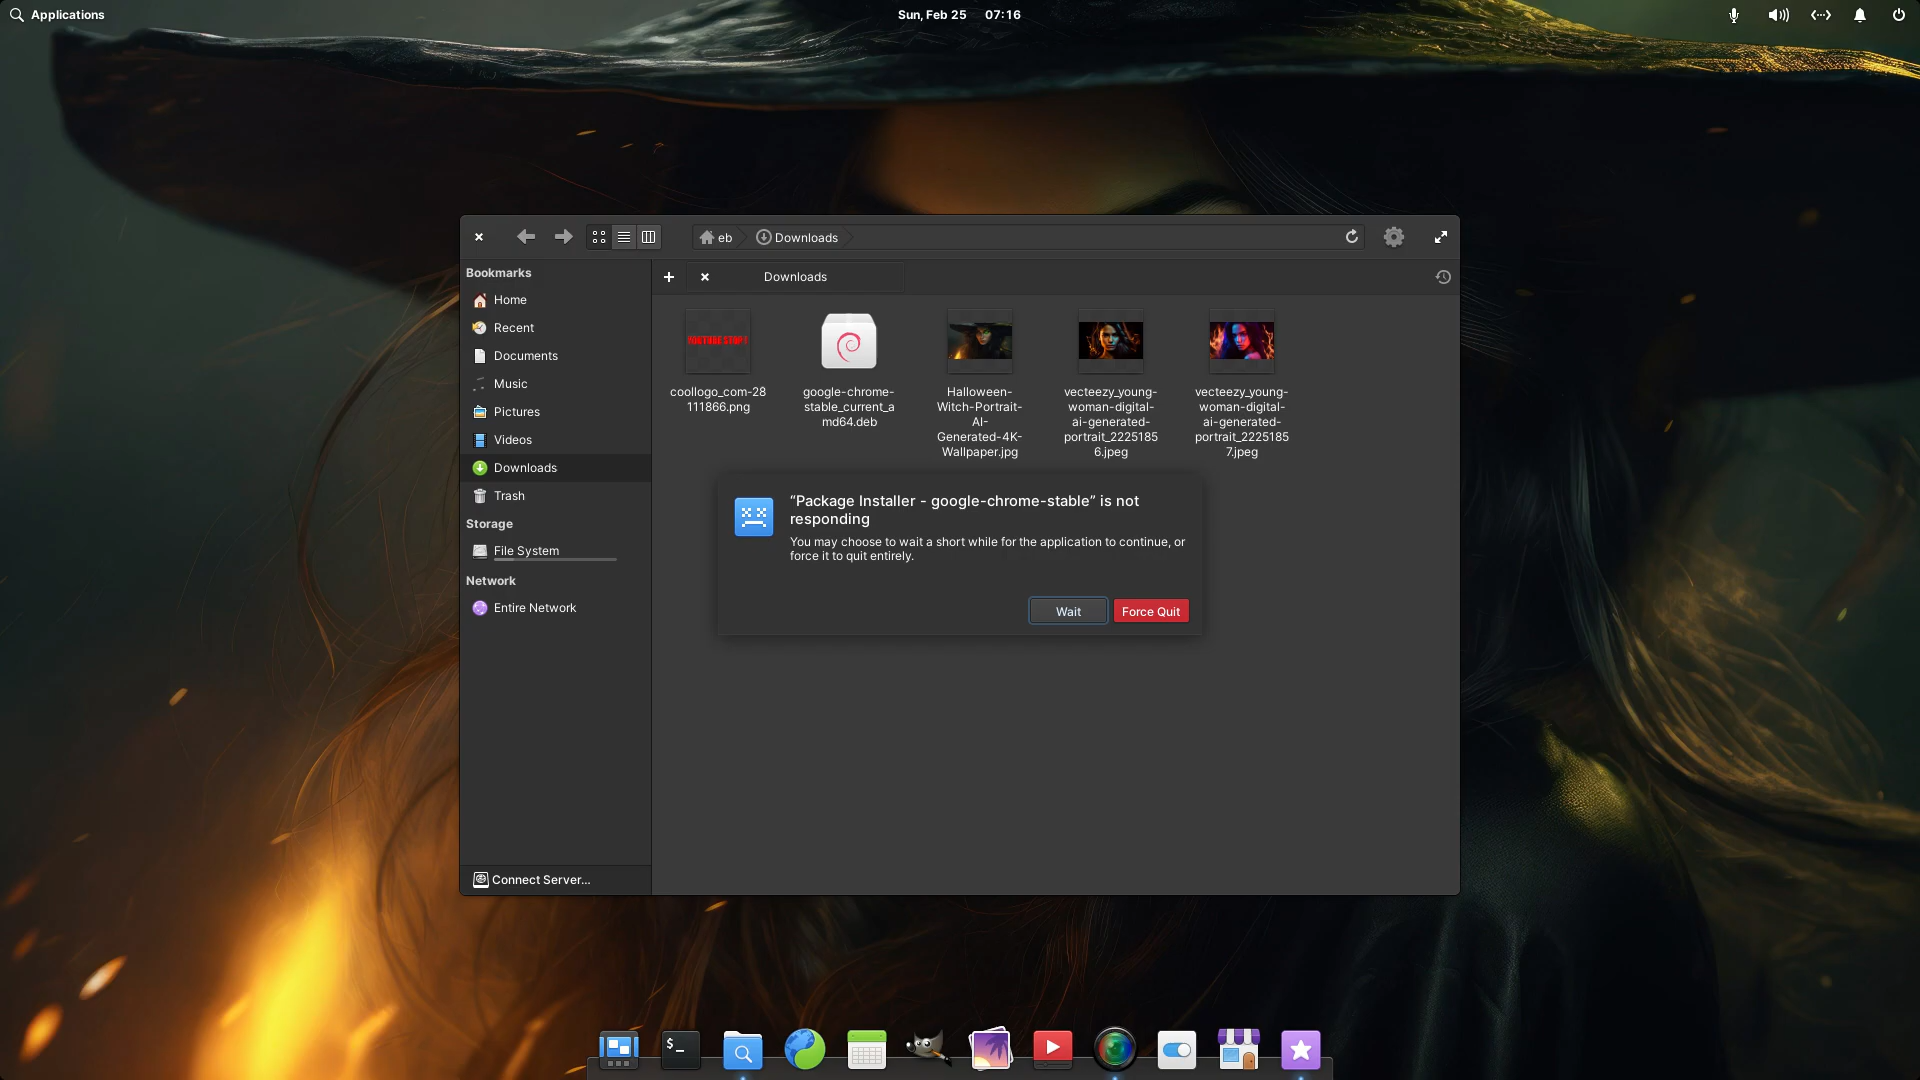 Applications
Sun, Feb 25 07:16
eb
Downloads
Bookmarks
Home
Recent
Documents
Music
Pictures
Videos
Downloads
Trash
Storage
File System
Network
Entire Network
Connect Server...
Downloads
YOUTUBE STOP!
coollogo_com-28
111866.png
google-chrome-
stable_current_a
md64.deb
Halloween-
Witch-Portrait-
AI-
Generated-4K-
Wallpaper.jpg
vecteezy_young-
woman-digital-
ai-generated-
portrait_2225185
6.jpeg
vecteezy_young-
woman-digital-
ai-generated-
portrait_2225185
7.jpeg
“Package Installer - google-chrome-stable” is not
responding
You may choose to wait a short while for the application to continue, or
force it to quit entirely.
Wait
Force Quit
$-